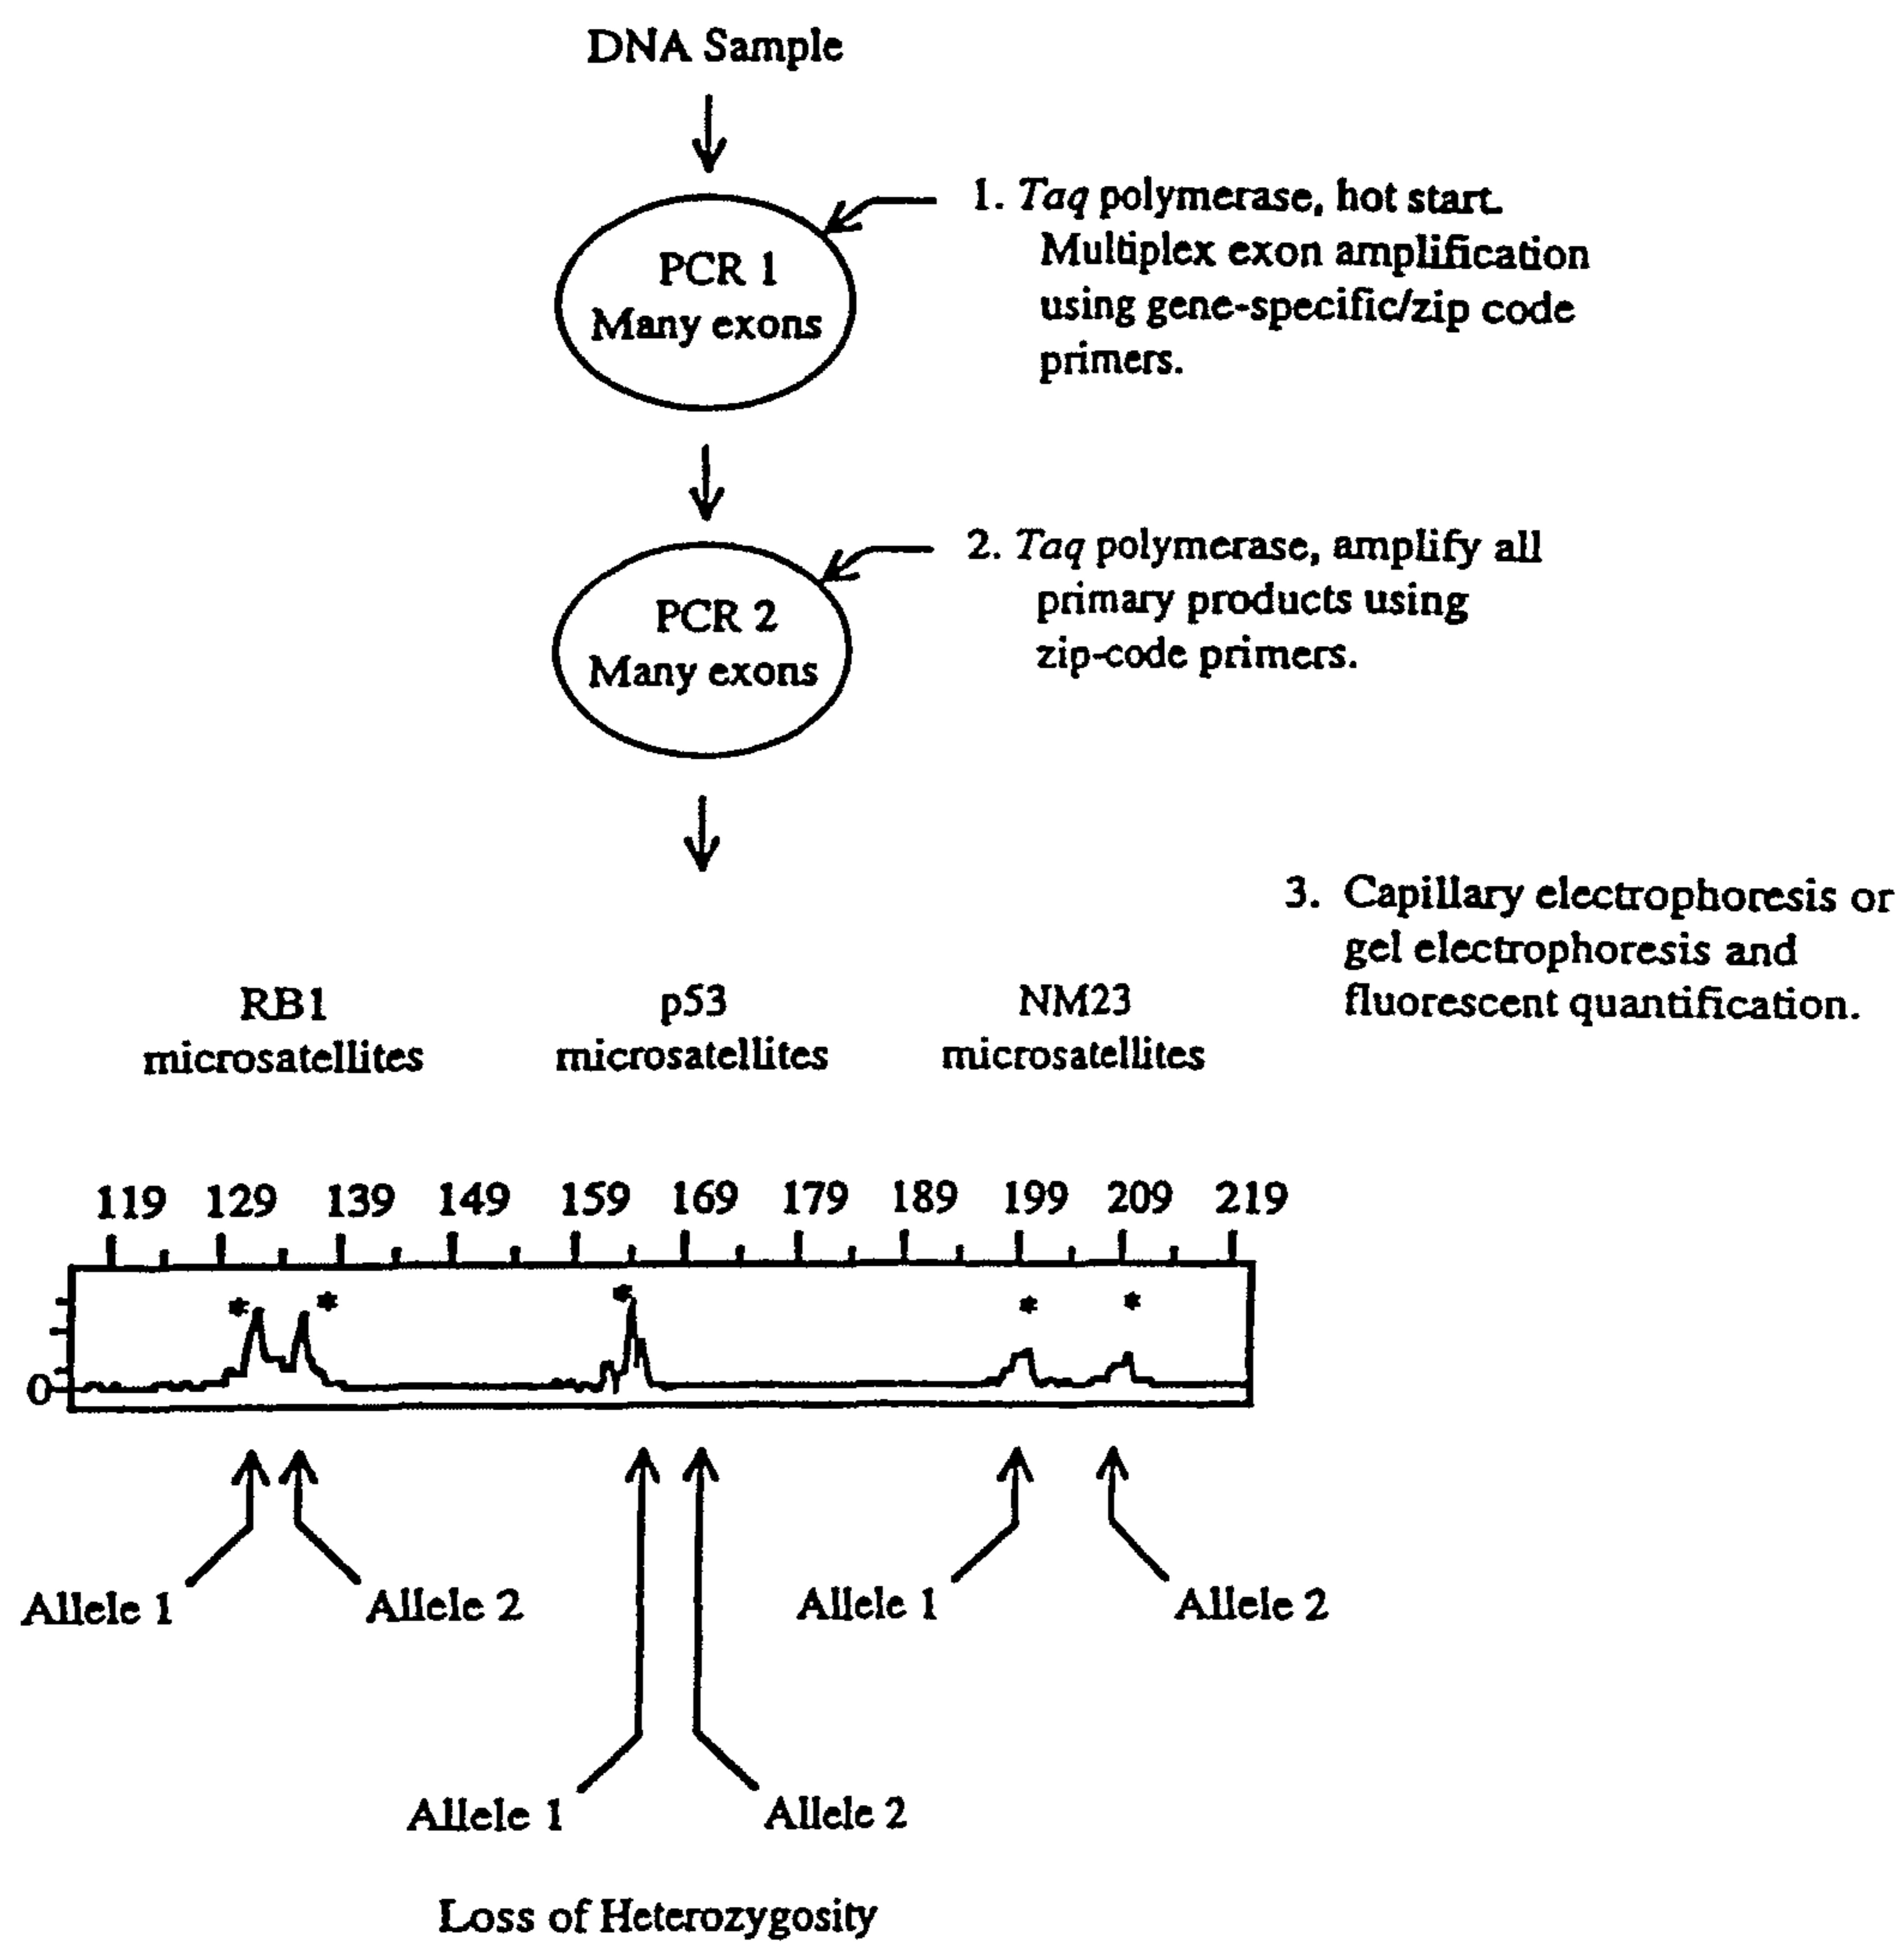 DNA Sample
PCR 1
Many exons
1. Taq polymerase, hot start.
Multiplex exon amplification
using gene-specific/zip code
primers.
PCR 2
Many exons
2. Taq polymerase, amplify all
primary products using
zip-code primers.
3. Capillary electrophoresis or
gel electrophoresis and
fluorescent quantification.
RB1
microsatellites
p53
microsatellites
NM23
microsatellites
119 129 139 149 159 169 179 189 199 209 219
* * * * *
0
Allele 1
Allele 2
Allele 1
Allele 2
Allele 1
Allele 2
Loss of Heterozygosity